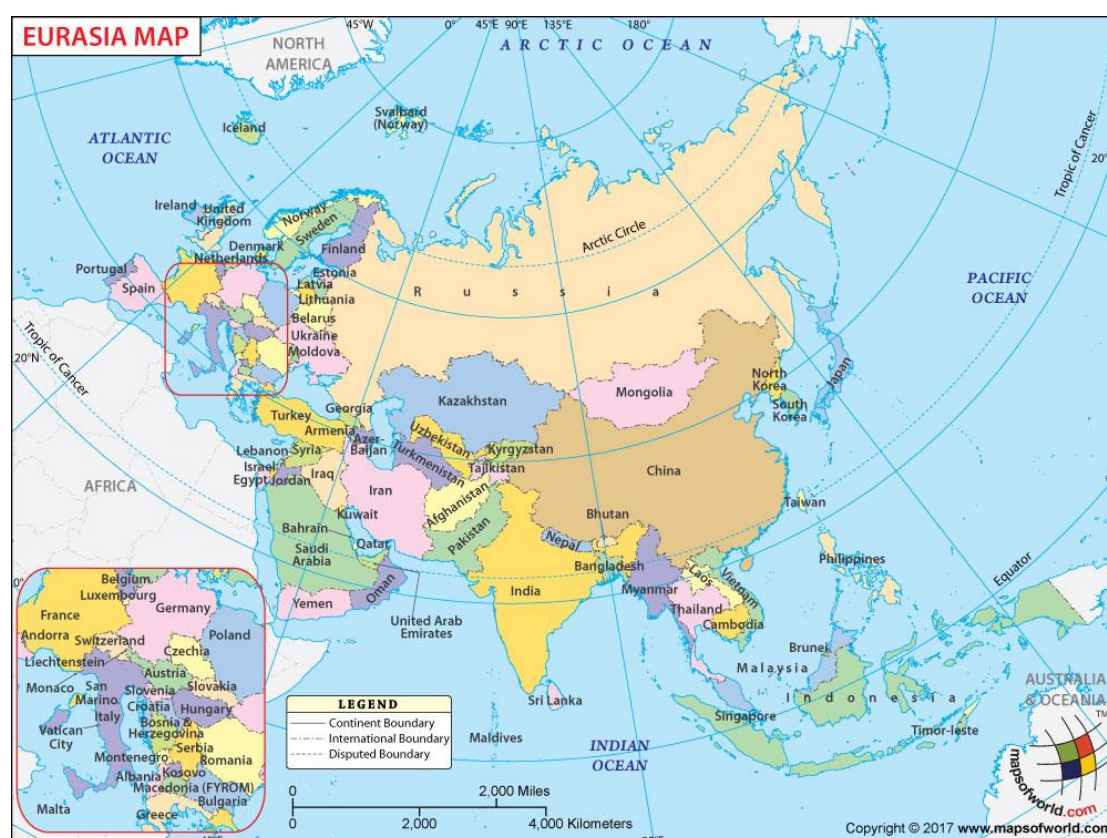 EURASIA MAP
45°W
0°
45°E
90°E
135°E
180°
NORTH
AMERICA
ARCTIC OCEAN
Svalbard
(Norway)
Iceland
ATLANTIC
OCEAN
Tropic of Cancer
20°
Ireland
United
Kingdom
Norway
Sweden
Finland
Denmark
Netherlands
Arctic Circle
Estonia
Latvia
Lithuania
Belarus
Ukraine
Moldova
Russia
Portugal
Spain
PACIFIC
OCEAN
Tropic of Cancer
20°N
Kazakhstan
Mongolia
North
Korea
South
Korea
Japan
Georgia
Turkey
Armenia
Azer-
Baijan
Uzbekistan
Kyrgyzstan
Turkmenistan
Tajikistan
China
Lebanon
Syria
Israel
Iraq
Egypt
Jordan
Iran
Afghanistan
Kuwait
Pakistan
AFRICA
Bahrain
Qatar
Saudi
Arabia
Oman
Yemen
United Arab
Emirates
Bhutan
Nepal
Bangladesh
India
Myanmar
Laos
Vietnam
Thailand
Cambodia
Taiwan
Philippines
Equator
Brunei
Malaysia
Indonesia
Singapore
Timor-leste
Sri Lanka
Maldives
INDIAN
OCEAN
AUSTRALIA
& OCEANIA
0°
Belgium
Luxembourg
France
Germany
Andorra
Switzerland
Poland
Czechia
Liechtenstein
Austria
Monaco
San
Marino
Slovenia
Slovakia
Italy
Croatia
Hungary
Vatican
City
Bosnia &
Herzegovina
Serbia
Montenegro
Romania
Albania
Kosovo
Macedonia (FYROM)
Malta
Bulgaria
Greece
LEGEND
Continent Boundary
International Boundary
Disputed Boundary
0
2,000 Miles
0
2,000
4,000 Kilometers
TM
mapsofworld.com
Copyright © 2017 www.mapsofworld.com